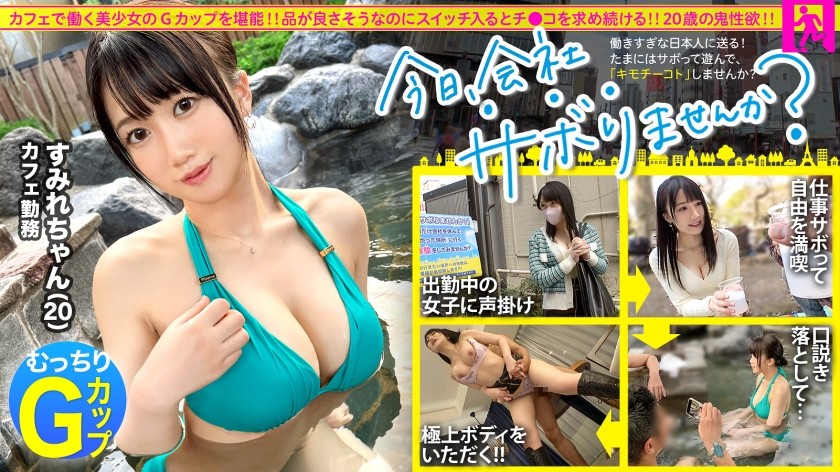 カフェで働く美少女のGカップを堪能!!品が良さそうなのにスイッチ入るとチ●コを求め続ける!!20歳の鬼性欲!!
働きすぎな日本人に送る!
たまにはサボって遊んで、
「キモチーコト」しませんか?
今日、会社
サボりませんか?
すみれちゃん(20)
カフェ勤務
むっちり
Gカップ
出勤中の
女子に声掛け
仕事サボって
自由を満喫
口説き
落として…
極上ボディを
いただく!!